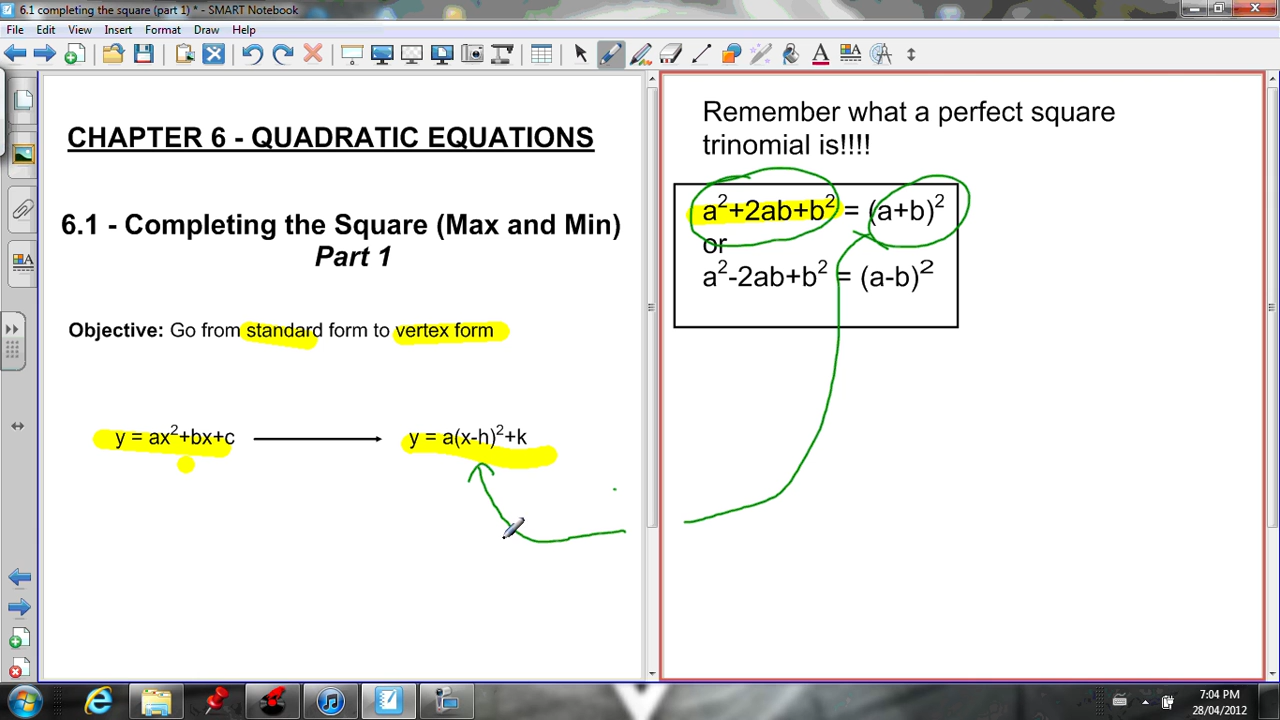 6.1 completing the square (part 1) * - SMART Notebook
File Edit View Insert Format Draw Help
CHAPTER 6 - QUADRATIC EQUATIONS
6.1 - Completing the Square (Max and Min)
Part 1
Objective: Go from standard form to vertex form
y = ax²+bx+c
y = a(x-h)²+k
Remember what a perfect square
trinomial is!!!!
a²+2ab+b² = (a+b)²
or
a²-2ab+b² = (a-b)²
7:04 PM
28/04/2012